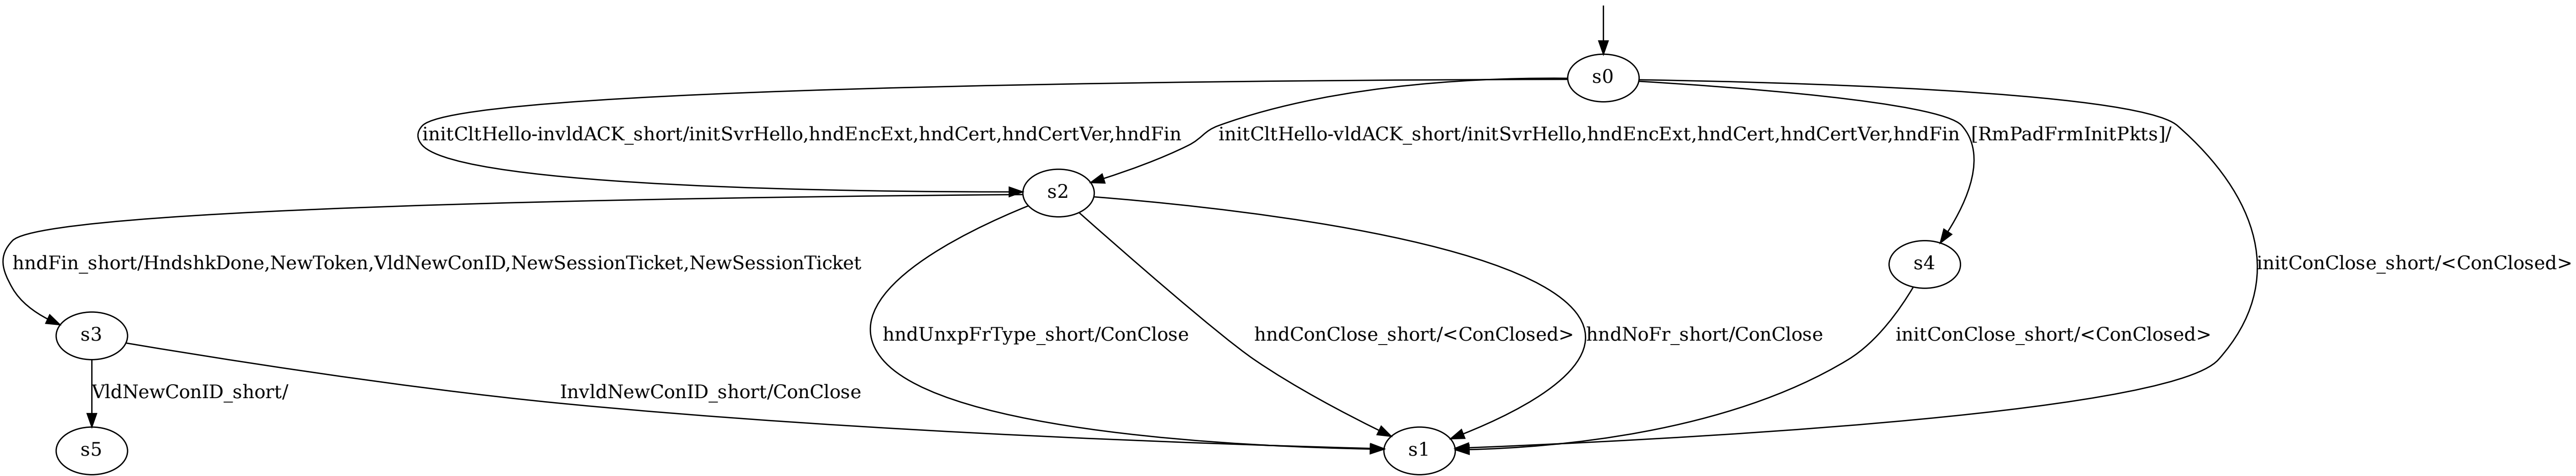 s0
initCltHello-invldACK_short/initSvrHello,hndEncExt,hndCert,hndCertVer,hndFin
initCltHello-vldACK_short/initSvrHello,hndEncExt,hndCert,hndCertVer,hndFin
[RmPadFrmInitPkts]/
s2
hndFin_short/HndshkDone,NewToken,VldNewConID,NewSessionTicket,NewSessionTicket
s4
initConClose_short/<ConClosed>
s3
hndUnxpFrType_short/ConClose
hndConClose_short/<ConClosed>
hndNoFr_short/ConClose
initConClose_short/<ConClosed>
VldNewConID_short/
InvldNewConID_short/ConClose
s5
s1